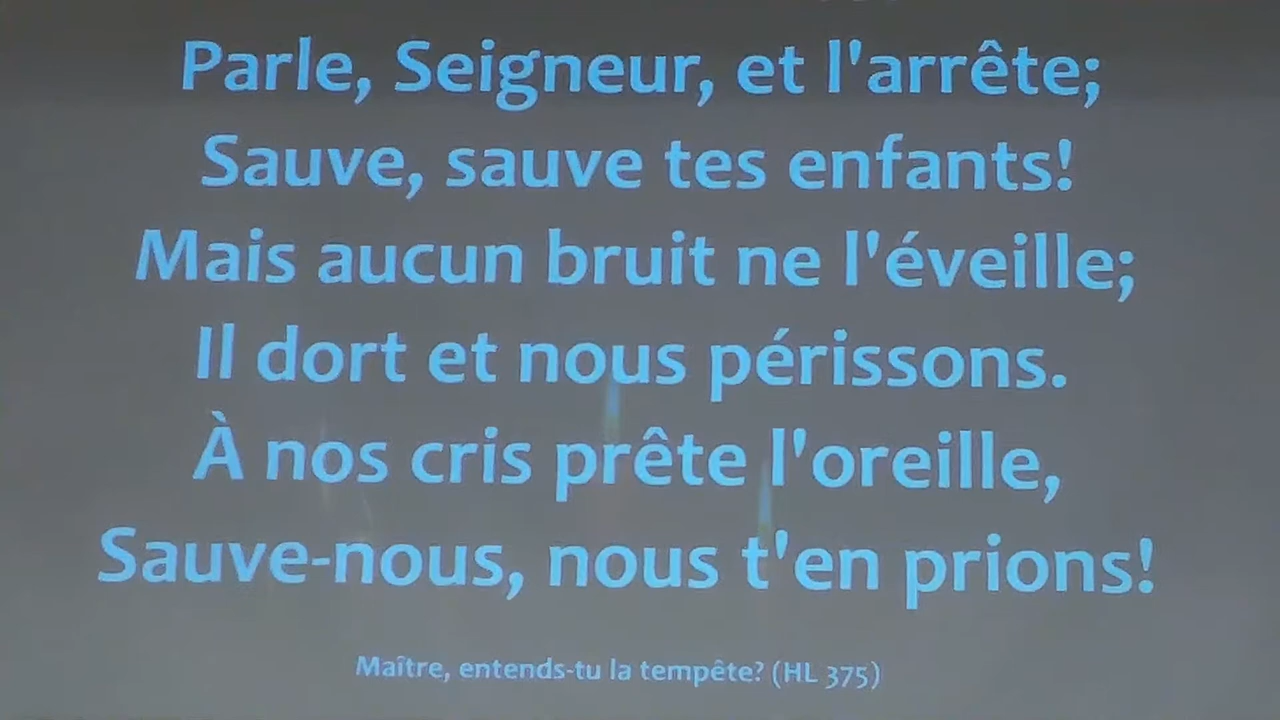 Parle, Seigneur, et l'arrête;
Sauve, sauve tes enfants!
Mais aucun bruit ne l'éveille;
Il dort et nous périssons.
À nos cris prête l'oreille,
Sauve-nous, nous t'en prions!
Maître, entends-tu la tempête? (HL 375)